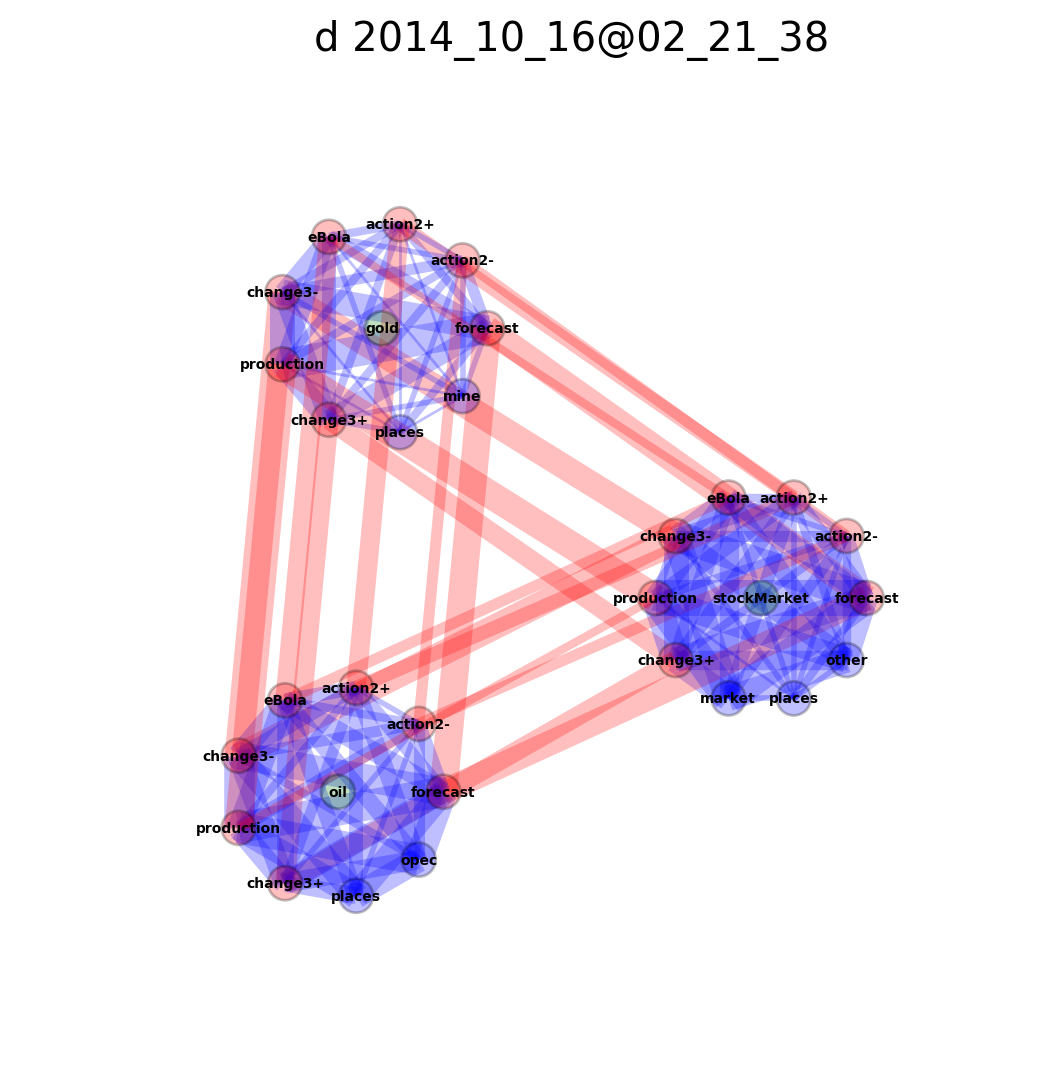 d 2014_10_16@02_21_38
action2+
eBola
action2-
change3-
gold
forecast
production
mine
change3+
places
eBola
action2+
change3-
action2-
production
stockMarket
forecast
change3+
other
market
places
action2+
eBola
action2-
change3-
oil
forecast
production
opec
change3+
places